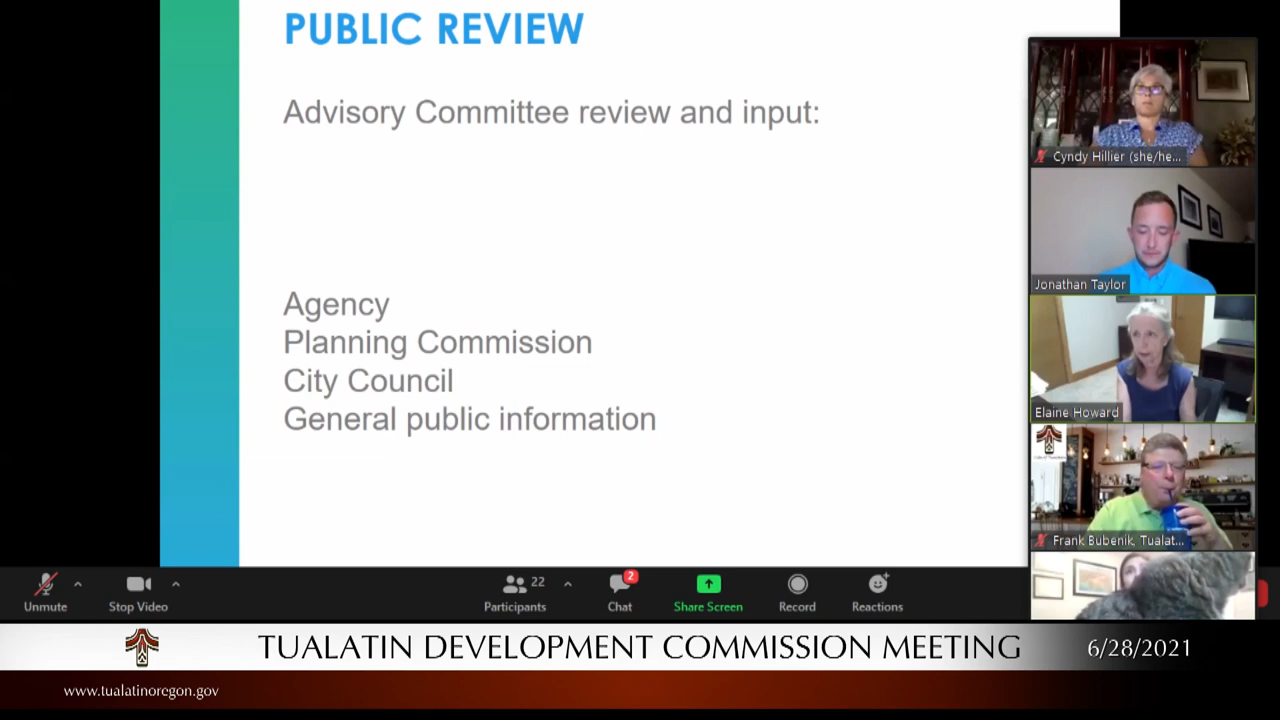 PUBLIC REVIEW
Advisory Committee review and input:
Agency
Planning Commission
City Council
General public information
Cyndy Hillier (she/he...
Jonathan Taylor
Elaine Howard
Frank Bubenik, Tualat...
Unmute
Stop Video
22
Participants
2
Chat
Share Screen
Record
Reactions
TUALATIN DEVELOPMENT COMMISSION MEETING
6/28/2021
www.tualatinoregon.gov